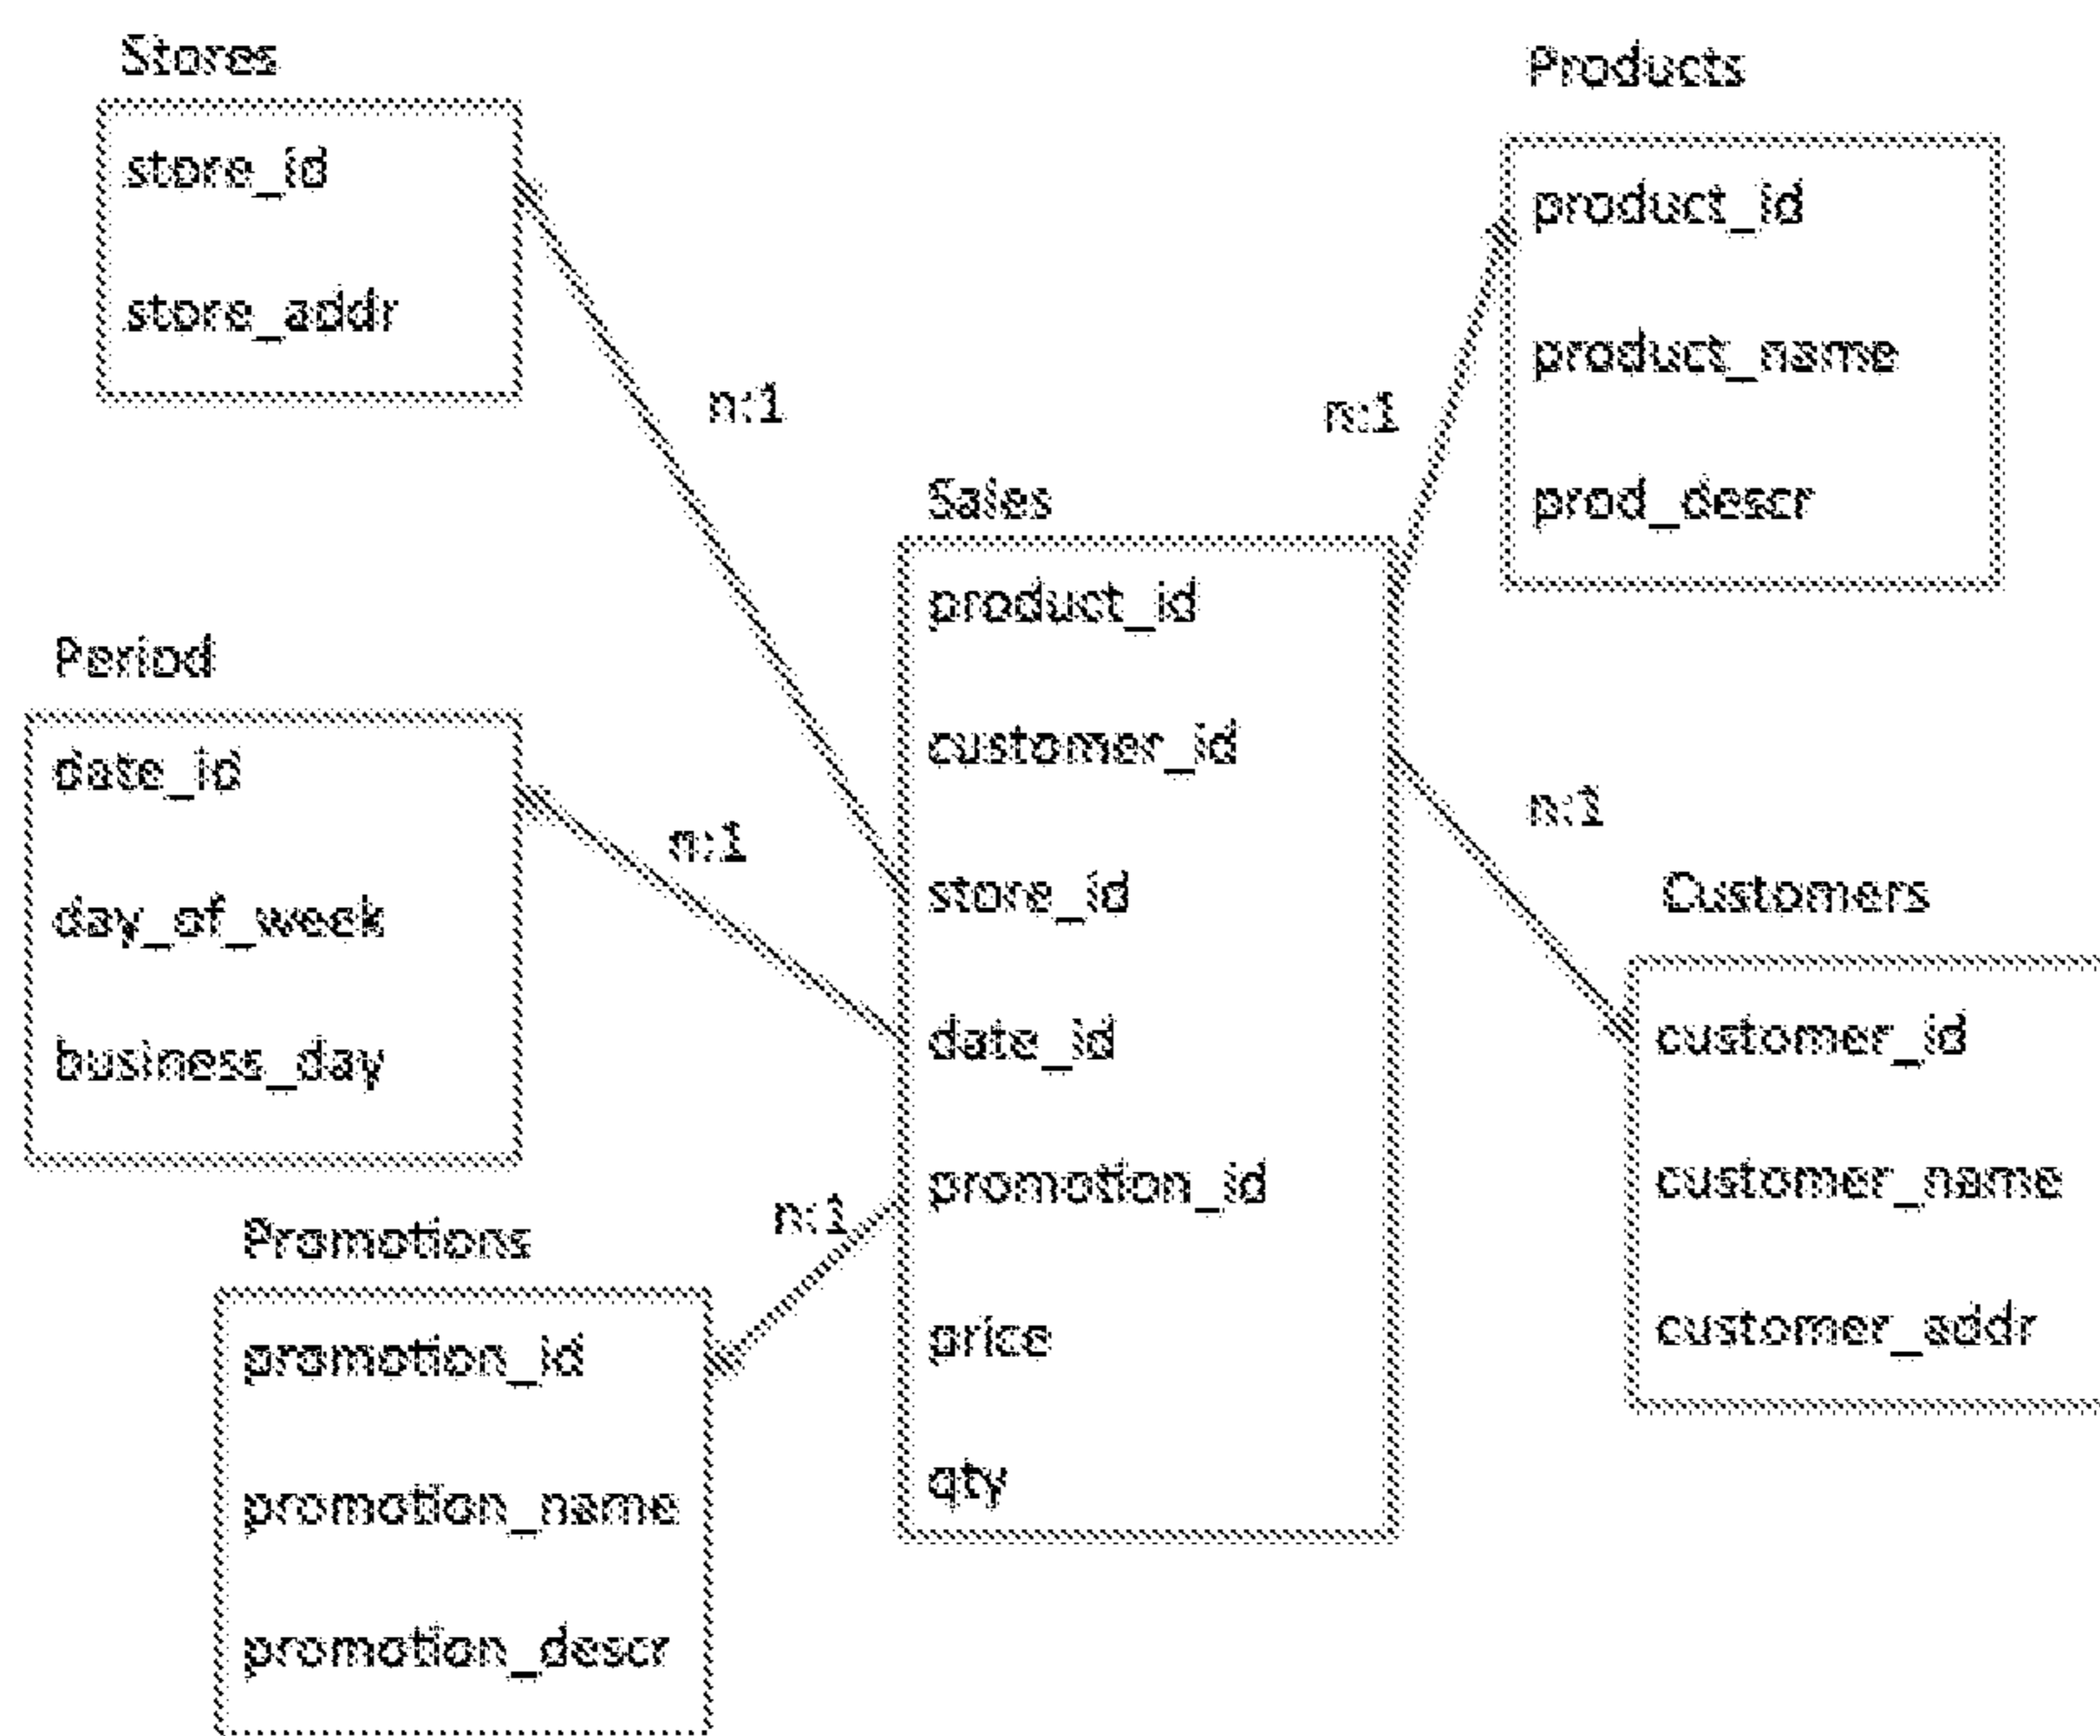 Stores
store_id
store_addr
n:1
Products
product_id
product_name
prod_descr
n:1
Sales
product_id
customer_id
store_id
date_id
promotion_id
price
qty
Period
date_id
day_of_week
business_day
n:1
n:1
Customers
customer_id
customer_name
customer_addr
Promotions
n:1
promotion_id
promotion_name
promotion_descr